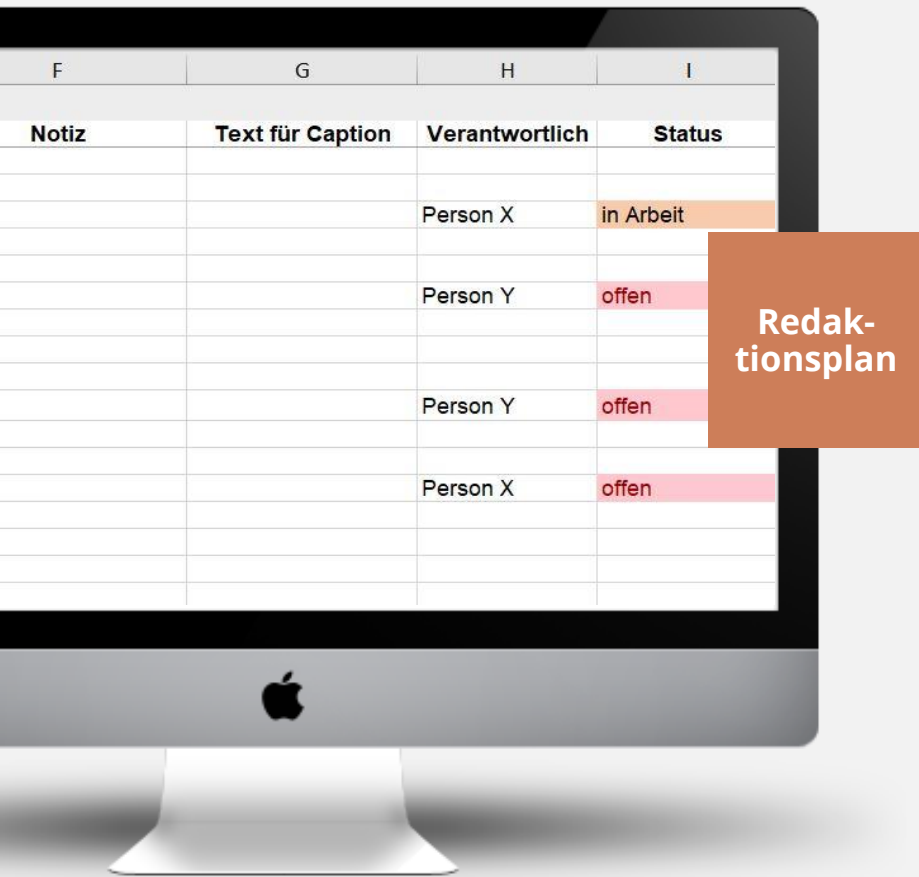 F G H I
Notiz Text für Caption Verantwortlich Status
Person X in Arbeit
Person Y offen
Redak-
tionsplan
Person Y offen
Person X offen